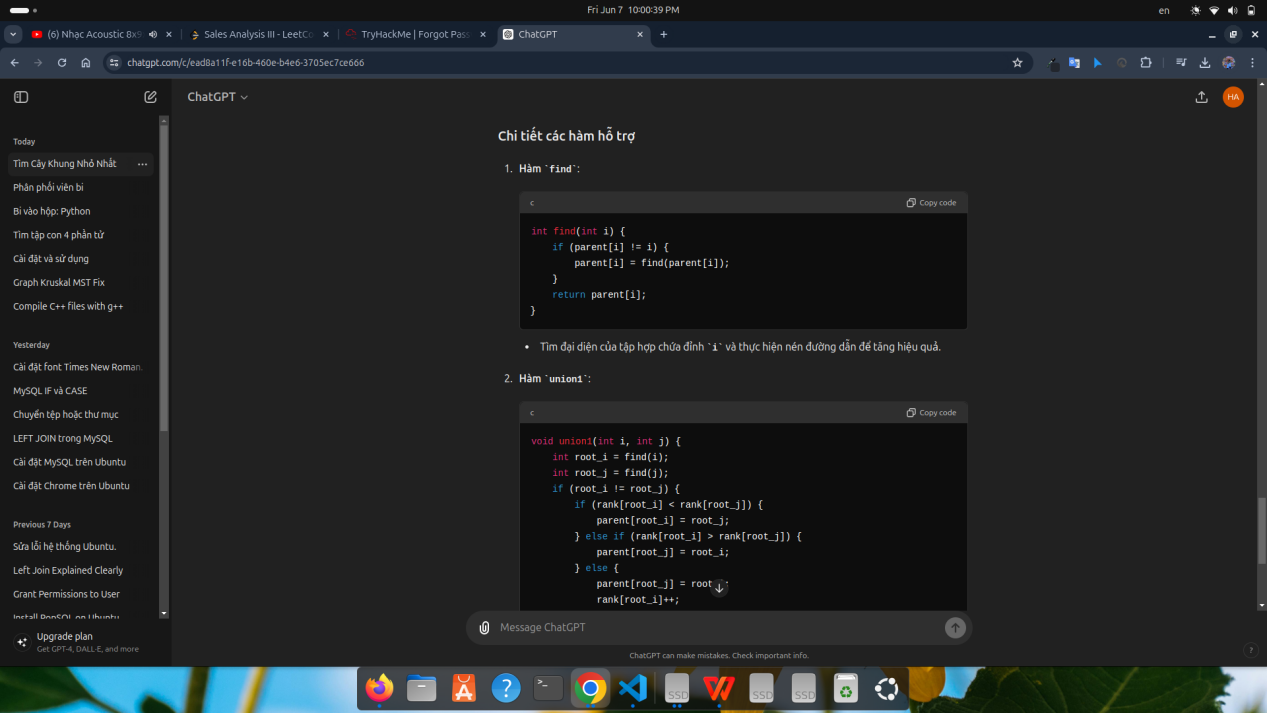 Fri Jun 7 10:00:39 PM
en
(6) Nhạc Acoustic 8x9
Sales Analysis III - LeetCo
TryHackMe | Forgot Pass
ChatGPT
chatgpt.com/c/ead8a11f-e16b-460e-b4e6-3705ec7ce666
ChatGPT
HA
Today
Tìm Cây Khung Nhỏ Nhất
Phân phối viên bi
Bi vào hộp: Python
Tìm tập con 4 phần tử
Cài đặt và sử dụng
Graph Kruskal MST Fix
Compile C++ files with g++
Yesterday
Cài đặt font Times New Roman.
MySQL IF và CASE
Chuyển tệp hoặc thư mục
LEFT JOIN trong MySQL
Cài đặt MySQL trên Ubuntu
Cài đặt Chrome trên Ubuntu
Previous 7 Days
Sửa lỗi hệ thống Ubuntu.
Left Join Explained Clearly
Grant Permissions to User
Install PopSQL on Ubuntu
Upgrade plan
Get GPT-4, DALL·E, and more
Chi tiết các hàm hỗ trợ
1. Hàm `find`:
c
Copy code
int find(int i) {
    if (parent[i] != i) {
        parent[i] = find(parent[i]);
    }
    return parent[i];
}
• Tìm đại diện của tập hợp chứa đỉnh `i` và thực hiện nén đường dẫn để tăng hiệu quả.
2. Hàm `union1`:
c
Copy code
void union1(int i, int j) {
    int root_i = find(i);
    int root_j = find(j);
    if (root_i != root_j) {
        if (rank[root_i] < rank[root_j]) {
            parent[root_i] = root_j;
        } else if (rank[root_i] > rank[root_j]) {
            parent[root_j] = root_i;
        } else {
            parent[root_j] =
            rank[root_i]++;
Message ChatGPT
ChatGPT can make mistakes. Check important info.
?
SSD
SSD
SSD